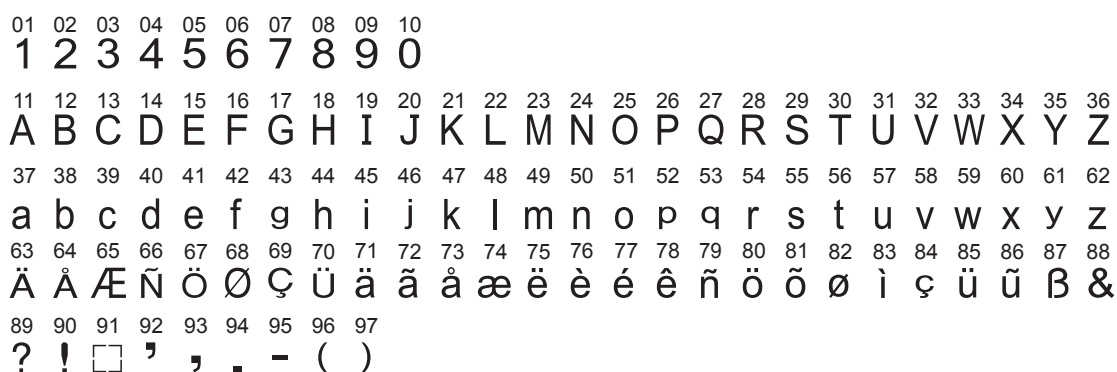 01 02 03 04 05 06 07 08 09 10
1 2 3 4 5 6 7 8 9 0
11 12 13 14 15 16 17 18 19 20 21 22 23 24 25 26 27 28 29 30 31 32 33 34 35 36
A B C D E F G H I J K L M N O P Q R S T U V W X Y Z
37 38 39 40 41 42 43 44 45 46 47 48 49 50 51 52 53 54 55 56 57 58 59 60 61 62
a b c d e f g h i j k l m n o p q r s t u v w x y z
63 64 65 66 67 68 69 70 71 72 73 74 75 76 77 78 79 80 81 82 83 84 85 86 87 88
Ä Å Æ Ñ Ö Ø Ç Ü ä ã å æ ë è é ê ñ ö õ ø ì ç ü ũ ß &
89 90 91 92 93 94 95 96 97
? ! ⬚ ’ , . - ( )